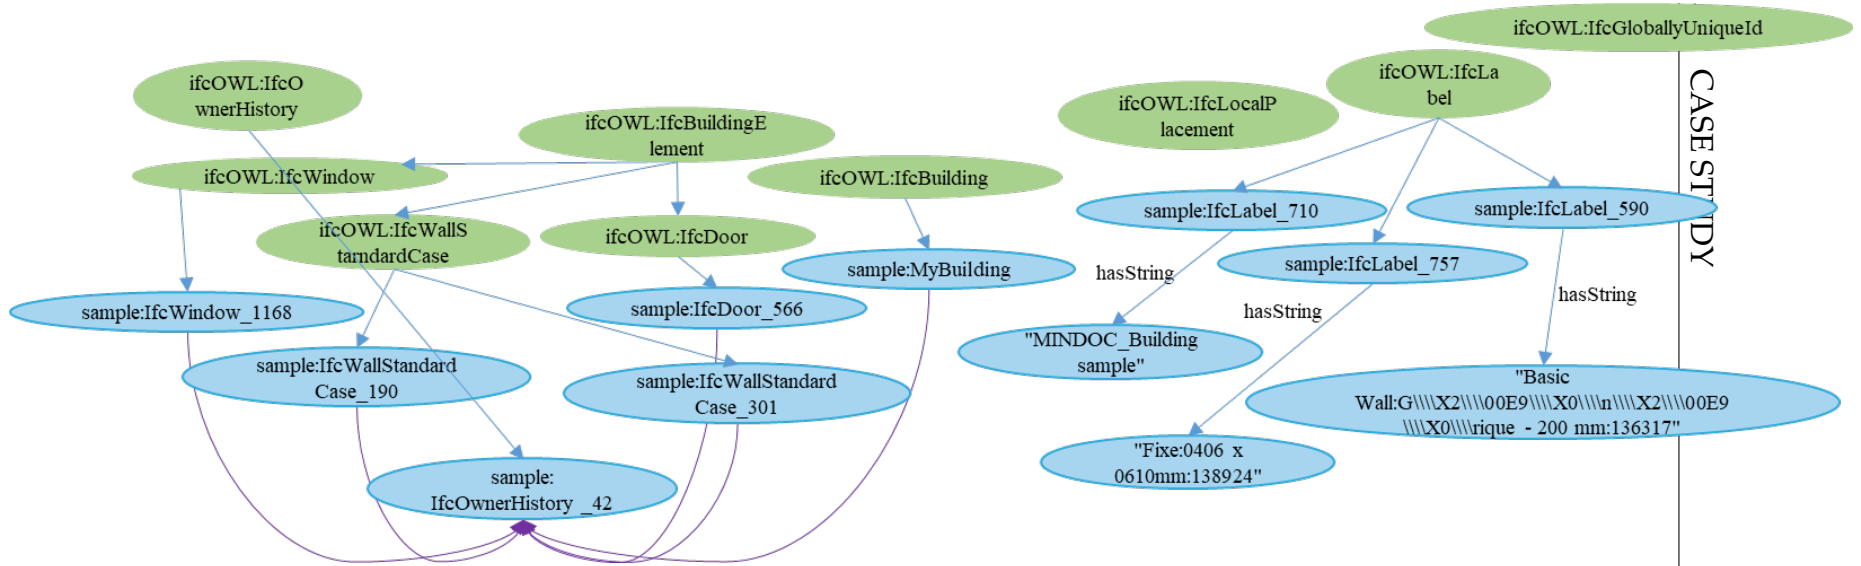 ifcOWL:IfcGloballyUniqueId
ifcOWL:IfcO
wnerHistory
ifcOWL:IfcBuildingE
lement
ifcOWL:IfcLocalP
lacement
ifcOWL:IfcLa
bel
CASE STUDY
ifcOWL:IfcWindow
ifcOWL:IfcBuilding
ifcOWL:IfcWallS
tarndardCase
ifcOWL:IfcDoor
sample:IfcLabel_710
sample:IfcLabel_590
sample:MyBuilding
sample:IfcLabel_757
hasString
hasString
hasString
sample:IfcWindow_1168
sample:IfcDoor_566
"MINDOC_Building
sample"
sample:IfcWallStandard
Case_190
sample:IfcWallStandard
Case_301
"Basic
Wall:G\\\\X2\\\\00E9\\\\X0\\\\n\\\\X2\\\\00E9
\\\\X0\\\\rique - 200 mm:136317"
"Fixe:0406 x
0610mm:138924"
sample:
IfcOwnerHistory _42